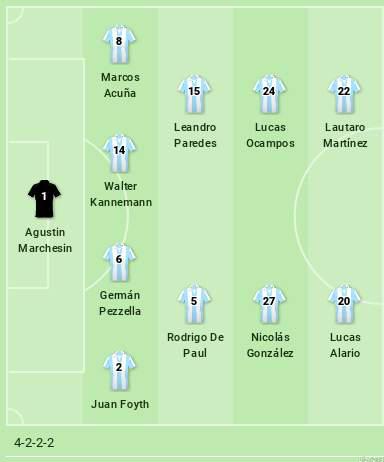 8
Marcos
Acuña
15
Leandro
Paredes
24
Lucas
Ocampos
22
Lautaro
Martínez
14
Walter
Kannemann
1
Agustin
Marchesin
6
Germán
Pezzella
5
Rodrigo De
Paul
27
Nicolás
González
20
Lucas
Alario
2
Juan Foyth
4-2-2-2